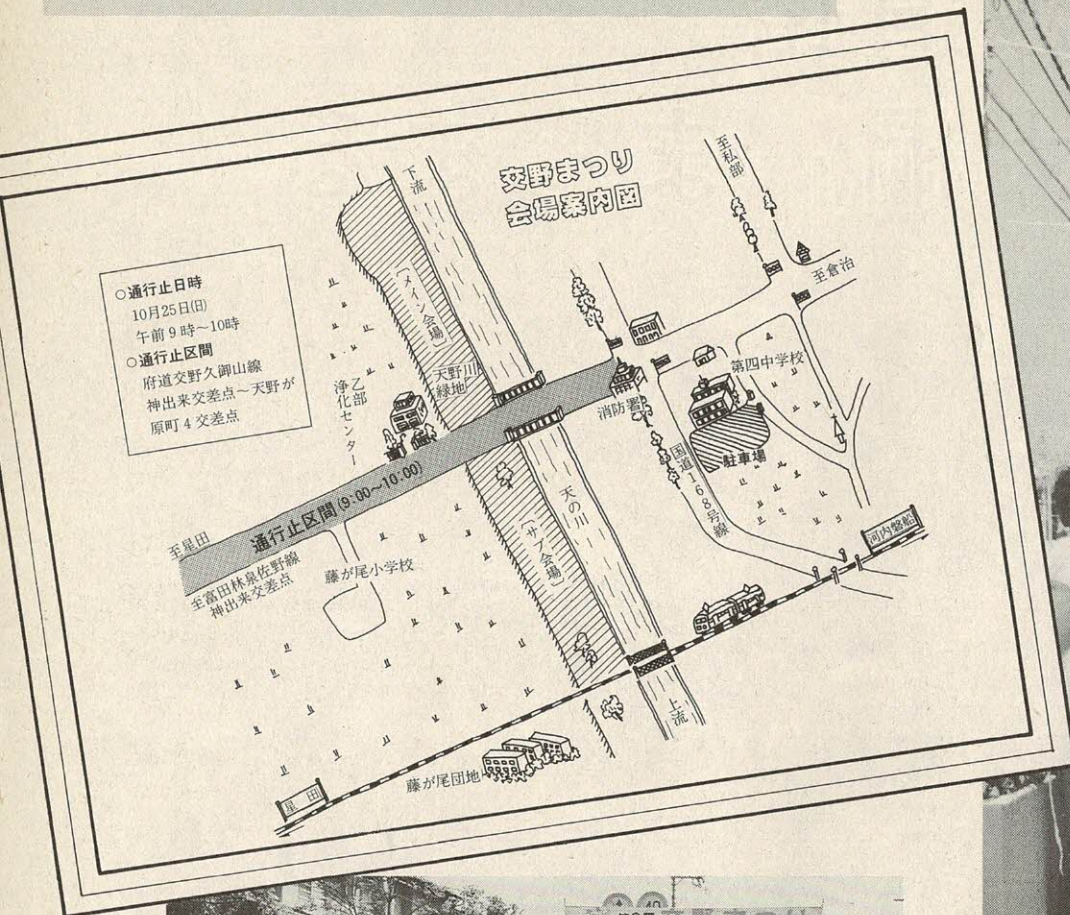 交野まつり
会場案内図
○通行止日時
10月25日(日)
午前9時～10時
○通行止区間
府道交野久御山線
神出来交差点～天野が
原町4交差点
下流
〔メイン会場〕
天野川
緑地
乙部
浄化センター
至私部
至倉治
第四中学校
消防署
駐車場
国道168号線
河内磐船
通行止区間(9:00~10:00)
至星田
至富田林泉佐野線
神出来交差点
藤が尾小学校
天の川
〔サブ会場〕
上流
藤が尾団地
星田